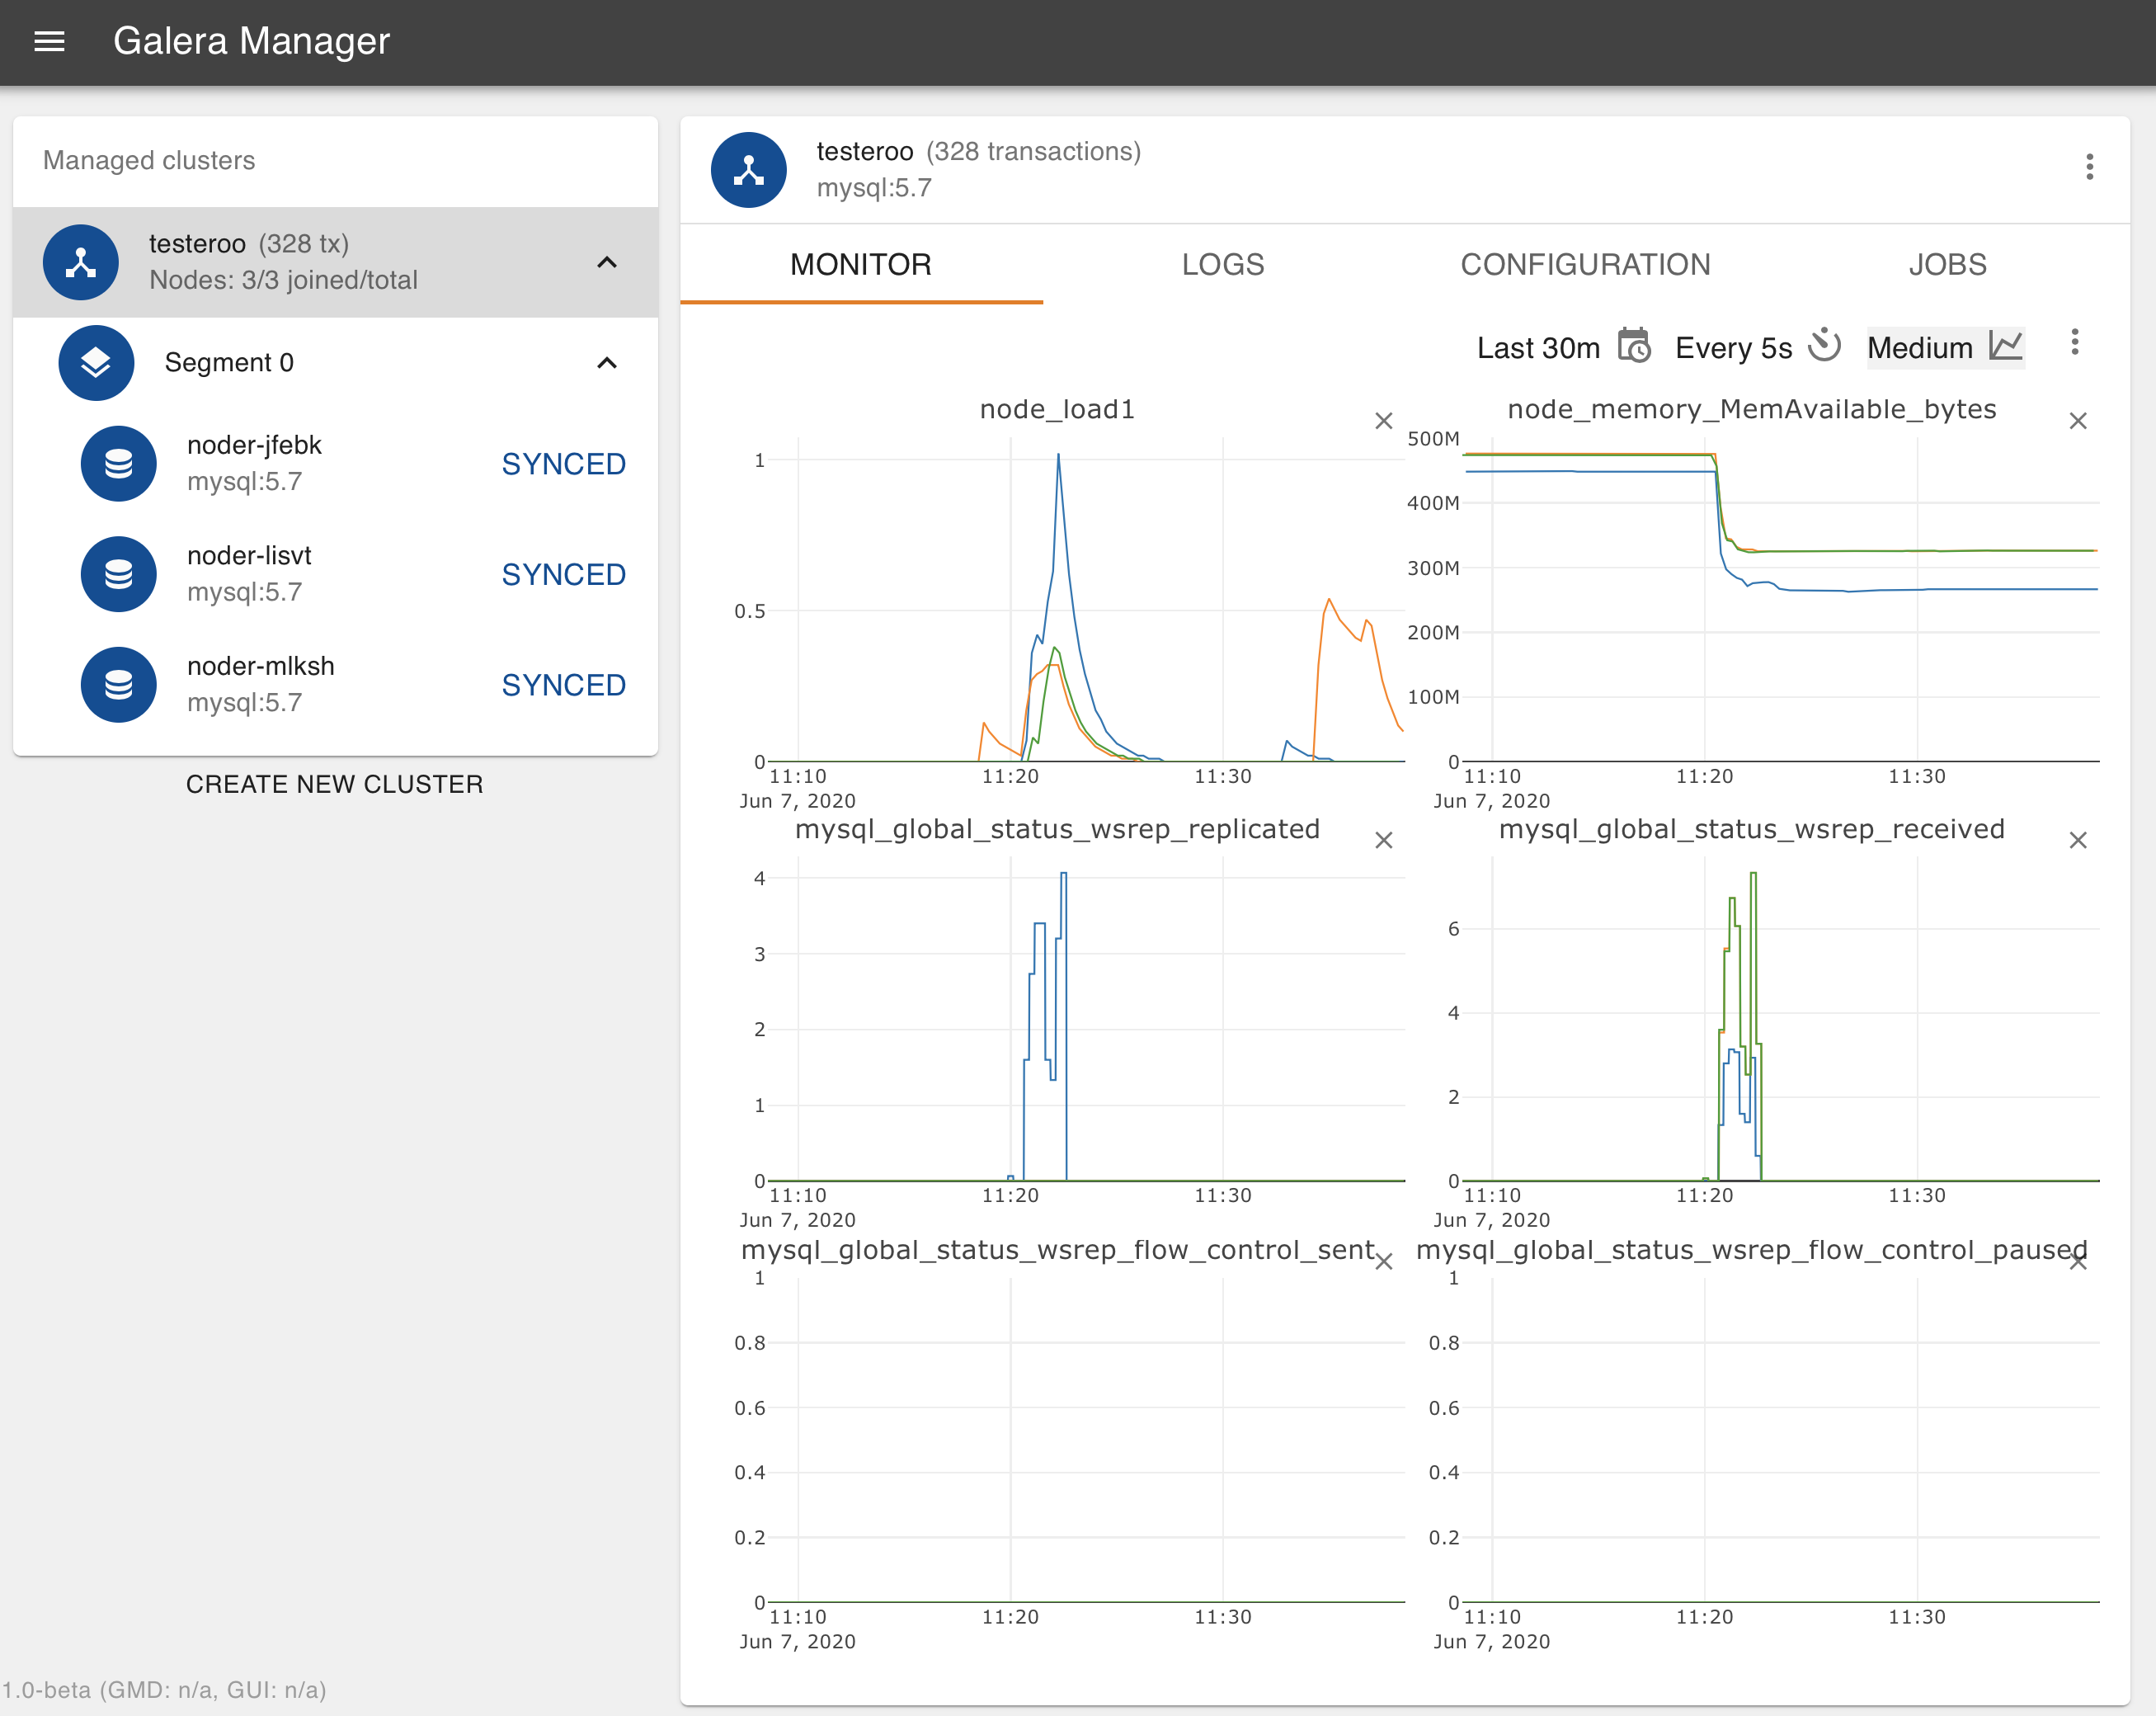 Galera Manager
Managed clusters
testeroo (328 tx)
Nodes: 3/3 joined/total
Segment 0
noder-jfebk
mysql:5.7
SYNCED
noder-lisvt
mysql:5.7
SYNCED
noder-mlksh
mysql:5.7
SYNCED
CREATE NEW CLUSTER
1.0-beta (GMD: n/a, GUI: n/a)
testeroo (328 transactions)
mysql:5.7
MONITOR LOGS CONFIGURATION JOBS
Last 30m Every 5s Medium
node_load1
1
0.5
0
11:10 11:20 11:30
Jun 7, 2020
node_memory_MemAvailable_bytes
500M
400M
300M
200M
100M
0
11:10 11:20 11:30
Jun 7, 2020
mysql_global_status_wsrep_replicated
4
3
2
1
0
11:10 11:20 11:30
Jun 7, 2020
mysql_global_status_wsrep_received
6
4
2
0
11:10 11:20 11:30
Jun 7, 2020
mysql_global_status_wsrep_flow_control_sent
1
0.8
0.6
0.4
0.2
0
11:10 11:20 11:30
Jun 7, 2020
mysql_global_status_wsrep_flow_control_paused
1
0.8
0.6
0.4
0.2
0
11:10 11:20 11:30
Jun 7, 2020